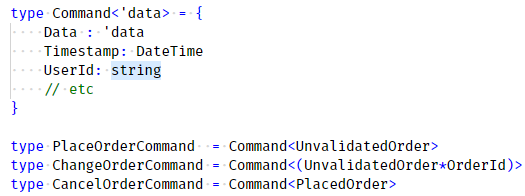 type Command<'data> = {
    Data : 'data
    Timestamp: DateTime
    UserId: string
    // etc
}

type PlaceOrderCommand  = Command<UnvalidatedOrder>
type ChangeOrderCommand = Command<(UnvalidatedOrder*OrderId)>
type CancelOrderCommand = Command<PlacedOrder>